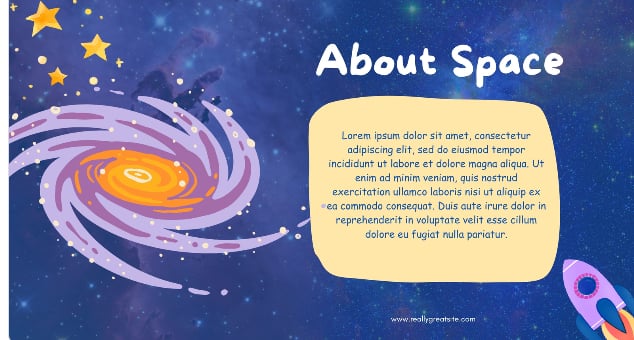 About Space
Lorem ipsum dolor sit amet, consectetur
adipiscing elit, sed do eiusmod tempor
incididunt ut labore et dolore magna aliqua. Ut
enim ad minim veniam, quis nostrud
exercitation ullamco laboris nisi ut aliquip ex
ea commodo consequat. Duis aute irure dolor in
reprehenderit in voluptate velit esse cillum
dolore eu fugiat nulla pariatur.
www.reallygreatsite.com